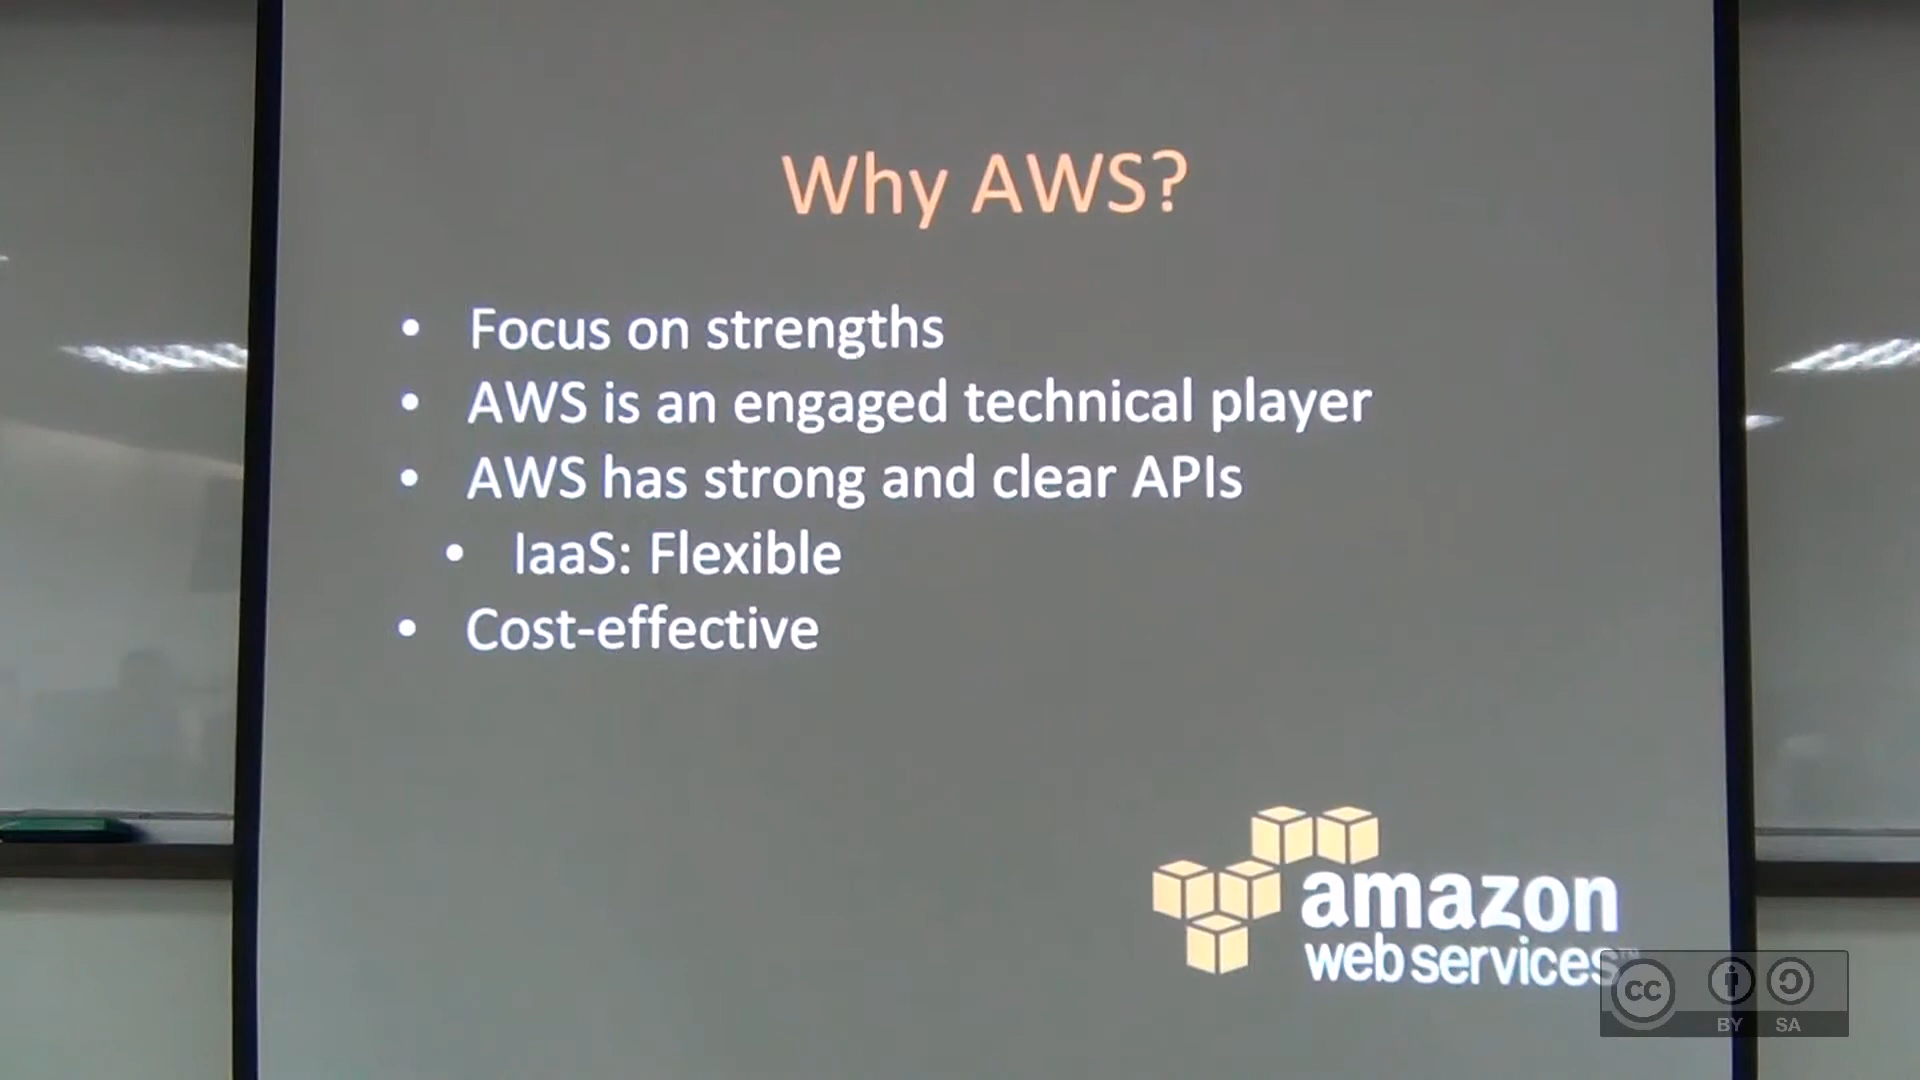 Why AWS?
• Focus on strengths
• AWS is an engaged technical player
• AWS has strong and clear APIs
• IaaS: Flexible
• Cost-effective
amazon
web services™
cc
BY SA